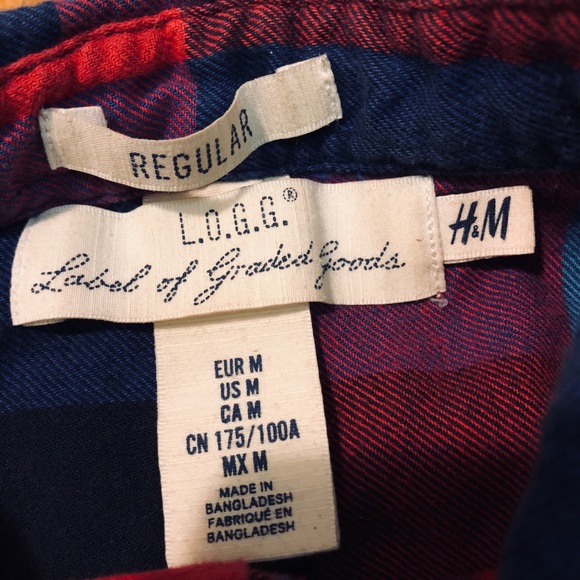 REGULAR
L.O.G.G.®
Label of Graded Goods
H&M
EUR M
US M
CA M
CN 175/100A
MX M
MADE IN
BANGLADESH
FABRIQUÉ EN
BANGLADESH